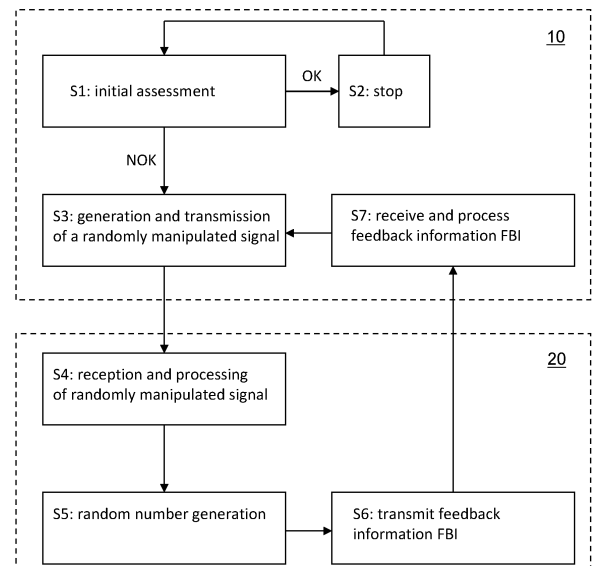 10
S1: initial assessment
OK
S2: stop
NOK
S3: generation and transmission
of a randomly manipulated signal
S7: receive and process
feedback information FBI
20
S4: reception and processing
of randomly manipulated signal
S5: random number generation
S6: transmit feedback
information FBI